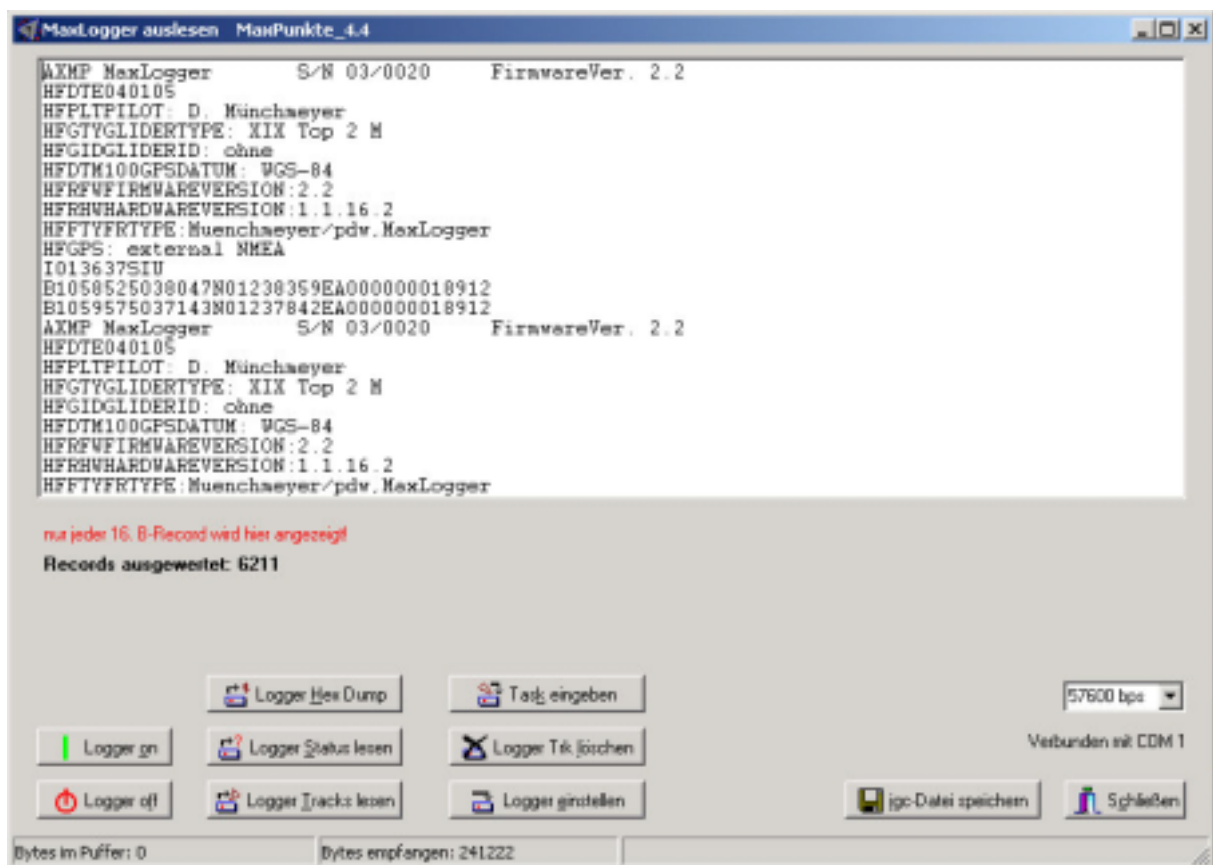 MaxLogger auslesen MaxPunkte_4.4
AXMP MaxLogger S/N 03/0020 FirmwareVer. 2.2
HFDTE040105
HFPLTPILOT: D. Münchmeyer
HFGTYGLIDERTYPE: XIX Top 2 M
HFGIDGLIDERID: ohne
HFDTM100GPSDATUM: WGS-84
HFRFWFIRMWAREVERSION:2.2
HFRHWHARDWAREVERSION:1.1.16.2
HFFTYFRTYPE:Muenchmeyer/pdw,MaxLogger
HFGPS: external NMEA
I013637SIU
B1058525038047N01238359EA000000018912
B1059575037143N01237842EA000000018912
AXMP MaxLogger S/N 03/0020 FirmwareVer. 2.2
HFDTE040105
HFPLTPILOT: D. Münchmeyer
HFGTYGLIDERTYPE: XIX Top 2 M
HFGIDGLIDERID: ohne
HFDTM100GPSDATUM: WGS-84
HFRFWFIRMWAREVERSION:2.2
HFRHWHARDWAREVERSION:1.1.16.2
HFFTYFRTYPE:Muenchmeyer/pdw,MaxLogger
nur jeder 16. B-Record wird hier angezeigt!
Records ausgewertet: 6211
Logger Hex Dump
Task eingeben
57600 bps
Logger on
Logger Status lesen
Logger Trk löschen
Verbunden mit COM 1
Logger off
Logger Tracks lesen
Logger einstellen
igc-Datei speichern
Schließen
Bytes im Puffer: 0
Bytes empfangen: 241222